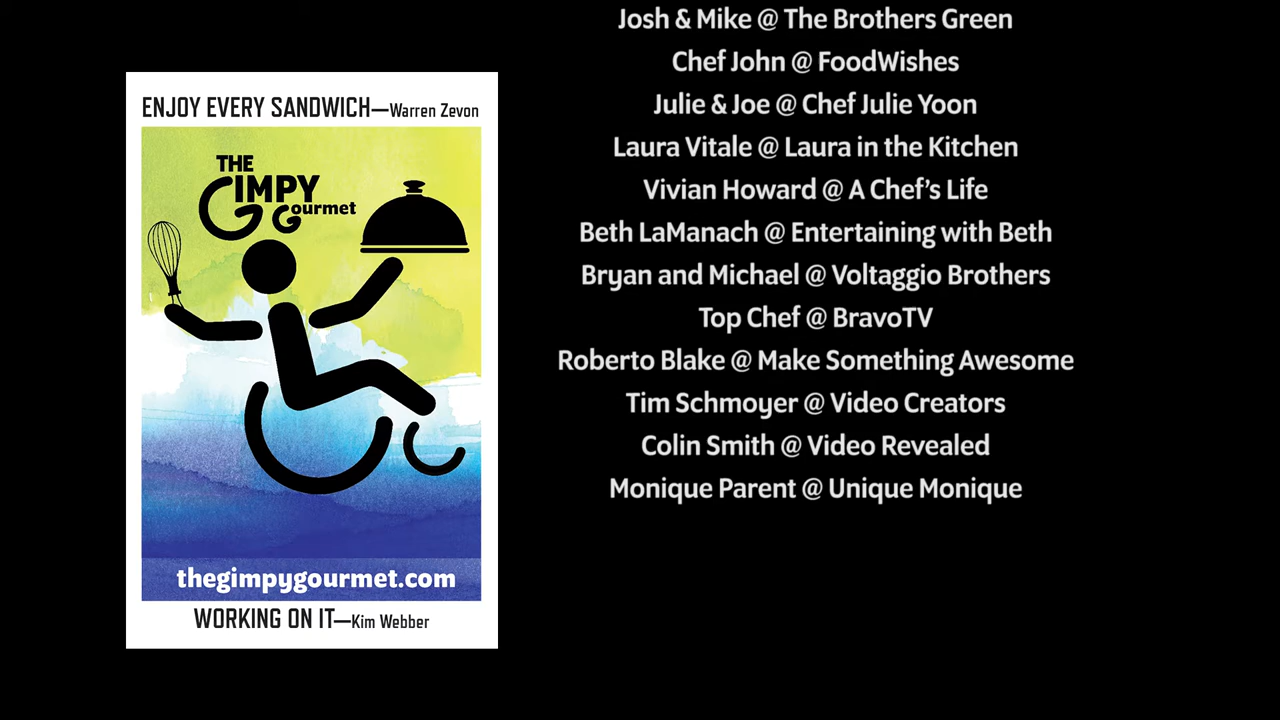 ENJOY EVERY SANDWICH—Warren Zevon
THE
GIMPY
Gourmet
thegimpygourmet.com
WORKING ON IT—Kim Webber
Josh & Mike @ The Brothers Green
Chef John @ FoodWishes
Julie & Joe @ Chef Julie Yoon
Laura Vitale @ Laura in the Kitchen
Vivian Howard @ A Chef’s Life
Beth LaManach @ Entertaining with Beth
Bryan and Michael @ Voltaggio Brothers
Top Chef @ BravoTV
Roberto Blake @ Make Something Awesome
Tim Schmoyer @ Video Creators
Colin Smith @ Video Revealed
Monique Parent @ Unique Monique